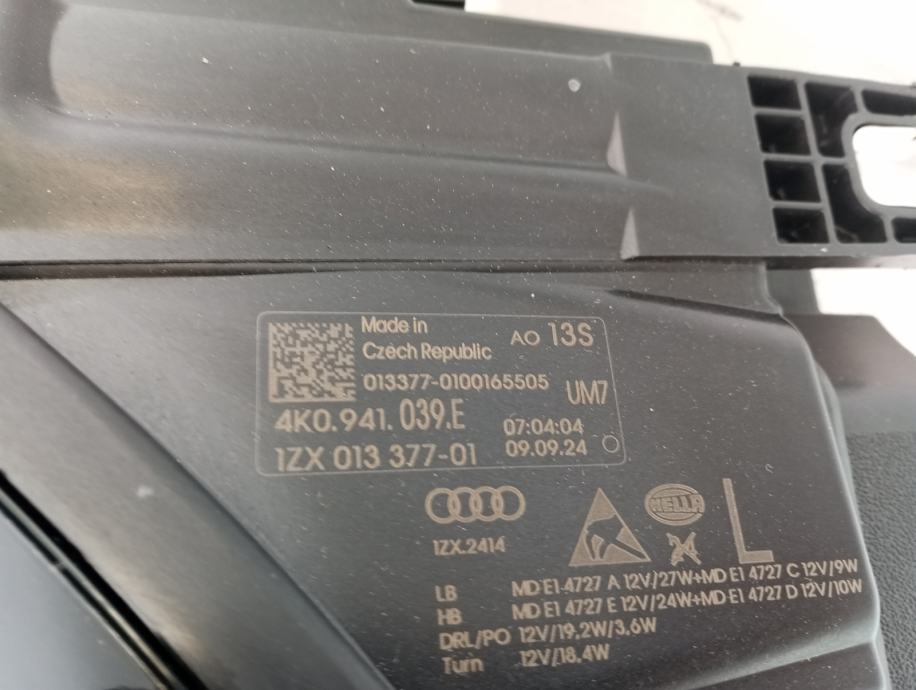 Made in
Czech Republic
AO 13S
013377-0100165505
UM7
4K0.941.039.E
07:04:04
1ZX 013 377-01
09.09.24
1ZX.2414
HELLA
L
LB MD E1 4727 A 12V/27W+MD E1 4727 C 12V/9W
HB MD E1 4727 E 12V/24W+MD E1 4727 D 12V/10W
DRL/PO 12V/19,2W/3,6W
Turn 12V/18,4W